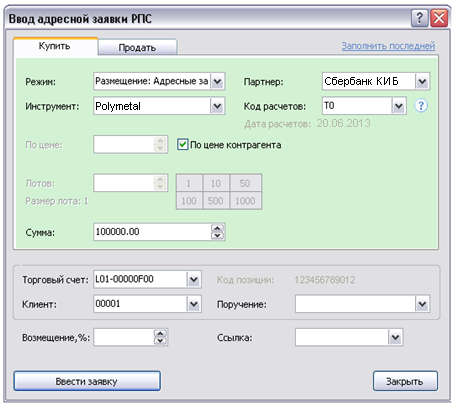 Ввод адресной заявки РПС
Купить Продать Заполнить последней
Режим: Размещение: Адресные за Партнер: Сбербанк КИБ
Инструмент: Polymetal Код расчетов: T0 ?
Дата расчетов: 20.06.2013
По цене: По цене контрагента
Лотов: 1 10 50
Размер лота: 1 100 500 1000
Сумма: 100000.00
Торговый счет: L01-00000F00 Код позиции: 123456789012
Клиент: 00001 Поручение:
Возмещение,%: Ссылка:
Ввести заявку Закрыть